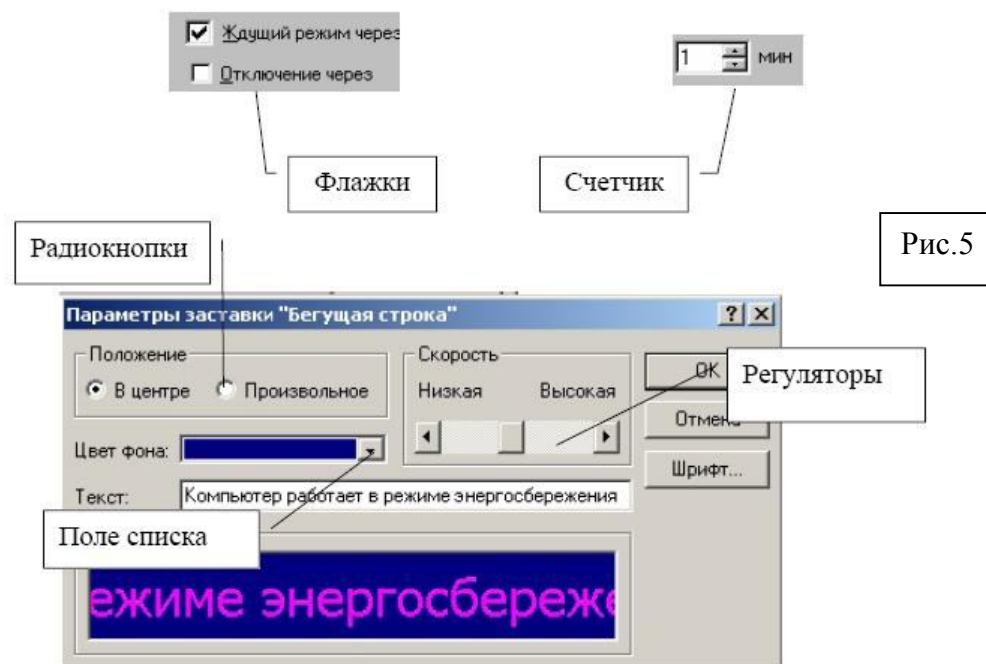 Ждущий режим через
Отключение через
1 мин
Флажки
Счетчик
Радиокнопки
Рис.5
Параметры заставки "Бегущая строка"
Положение
В центре Произвольное
Скорость
Низкая Высокая
OK
Регуляторы
Отмена
Цвет фона:
Шрифт...
Текст: Компьютер работает в режиме энергосбережения
Поле списка
ежиме энергосбереже